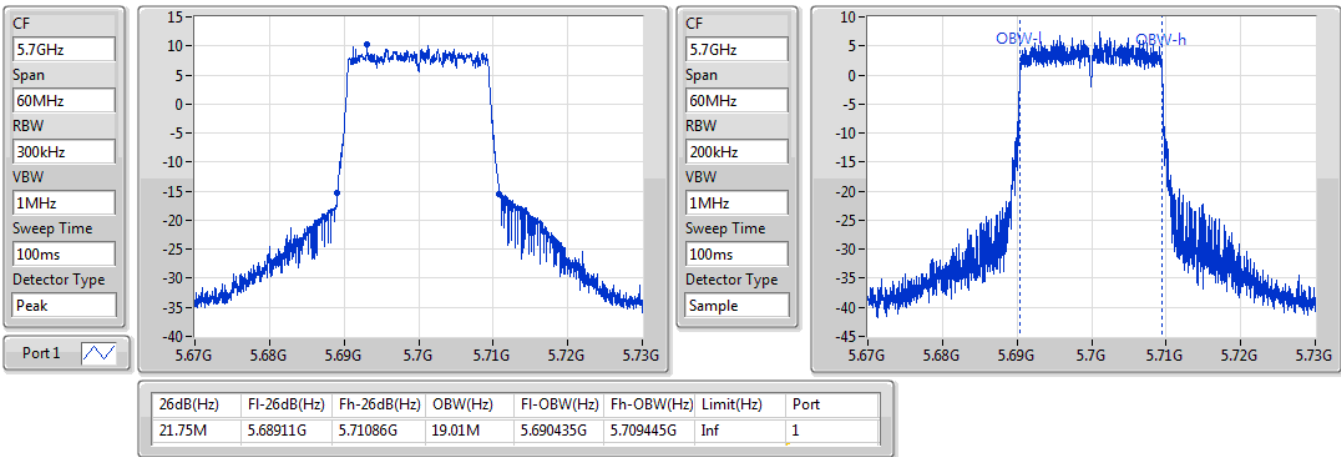 CF
5.7GHz
Span
60MHz
RBW
300kHz
VBW
1MHz
Sweep Time
100ms
Detector Type
Peak
Port 1
15
10
5
0
-5
-10
-15
-20
-25
-30
-35
-40
5.67G 5.68G 5.69G 5.7G 5.71G 5.72G 5.73G
CF
5.7GHz
Span
60MHz
RBW
200kHz
VBW
1MHz
Sweep Time
100ms
Detector Type
Sample
OBW-l OBW-h
10
5
0
-5
-10
-15
-20
-25
-30
-35
-40
-45
5.67G 5.68G 5.69G 5.7G 5.71G 5.72G 5.73G
26dB(Hz) Fl-26dB(Hz) Fh-26dB(Hz) OBW(Hz) Fl-OBW(Hz) Fh-OBW(Hz) Limit(Hz) Port
21.75M 5.68911G 5.71086G 19.01M 5.690435G 5.709445G Inf 1